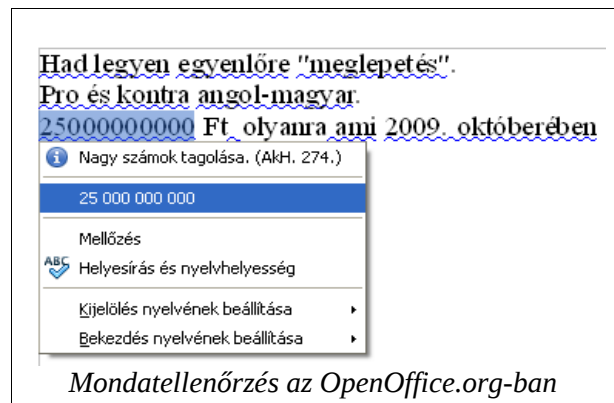 Had legyen egyenlőre "meglepetés".
Pro és kontra angol-magyar.
25000000000 Ft olyanra ami 2009. októberében
Nagy számok tagolása. (AkH. 274.)
25 000 000 000
Mellőzés
ABC Helyesírás és nyelvhelyesség
Kijelölés nyelvének beállítása
Bekezdés nyelvének beállítása
Mondatellenőrzés az OpenOffice.org-ban